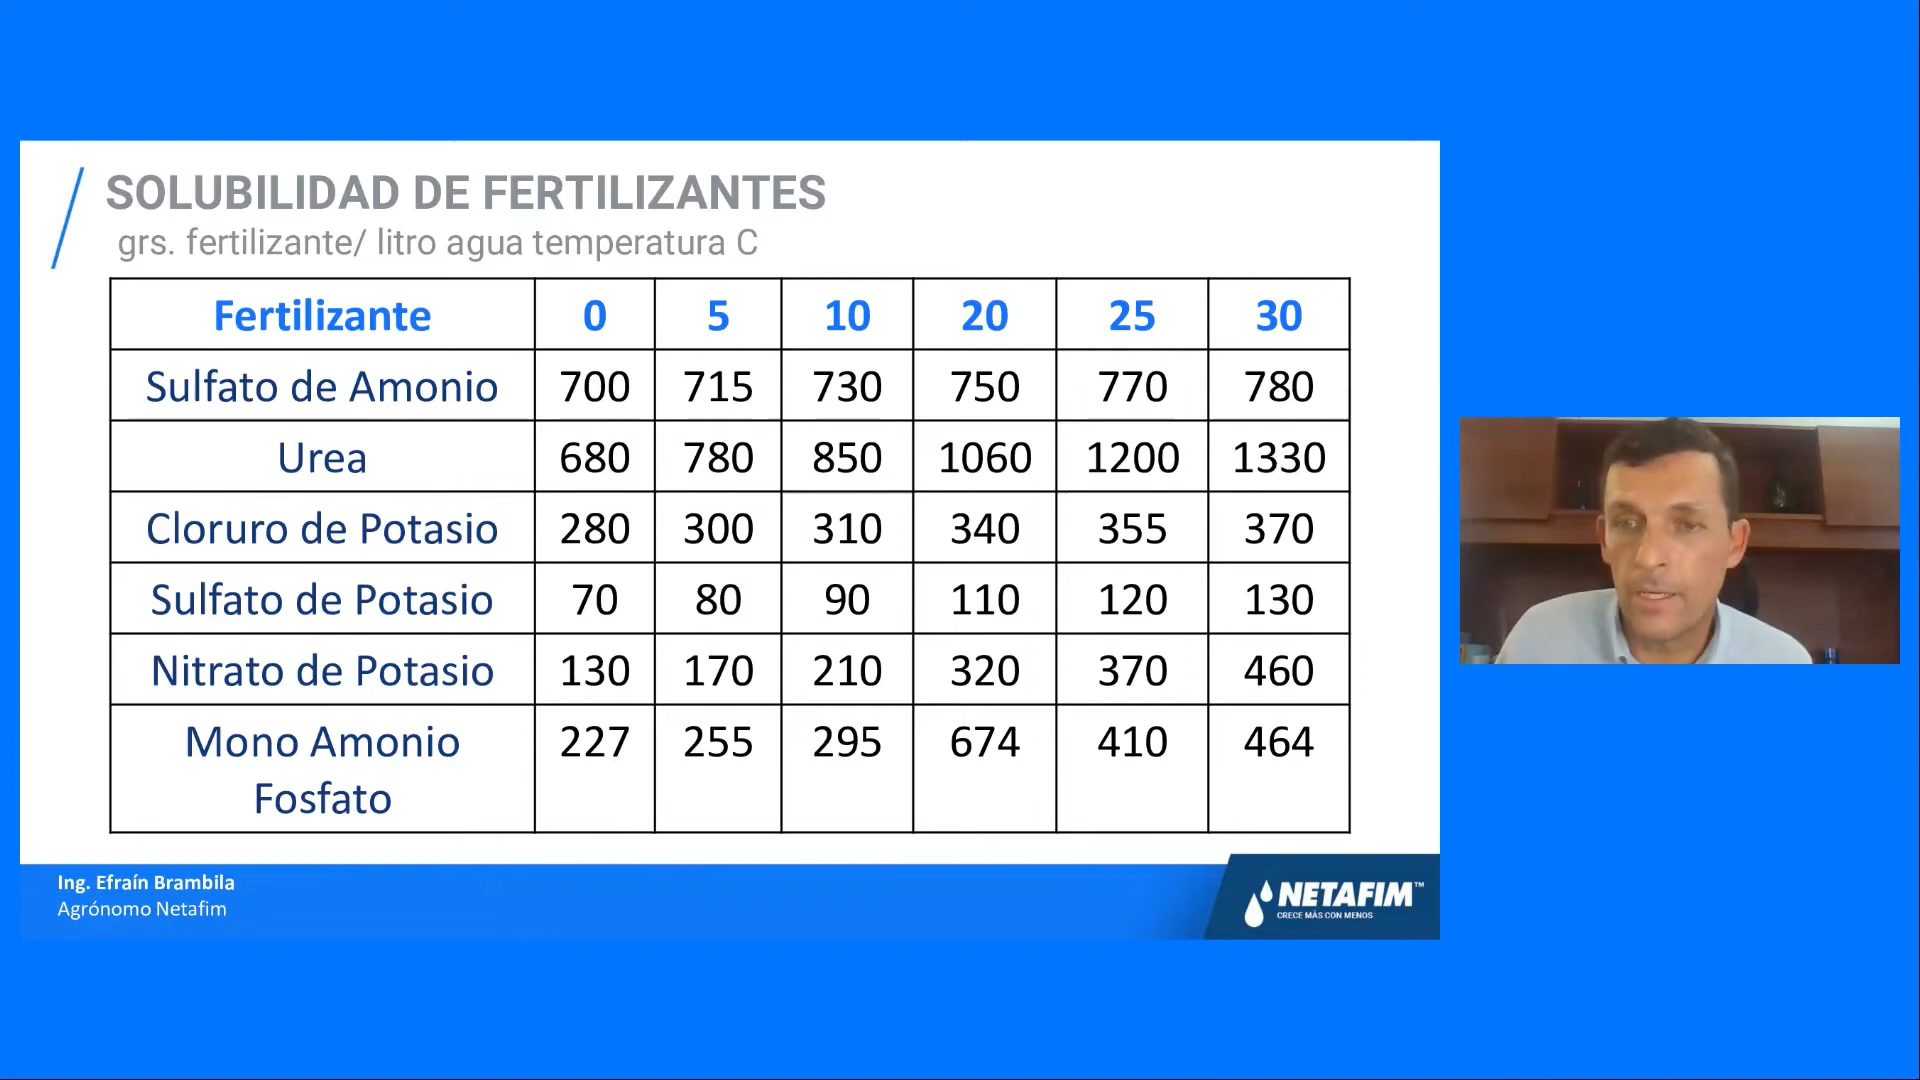 SOLUBILIDAD DE FERTILIZANTES
grs. fertilizante/ litro agua temperatura C
Fertilizante 0 5 10 20 25 30
Sulfato de Amonio 700 715 730 750 770 780
Urea 680 780 850 1060 1200 1330
Cloruro de Potasio 280 300 310 340 355 370
Sulfato de Potasio 70 80 90 110 120 130
Nitrato de Potasio 130 170 210 320 370 460
Mono Amonio 227 255 295 674 410 464
Fosfato
Ing. Efraín Brambila
Agrónomo Netafim
NETAFIM™
CRECE MÁS CON MENOS